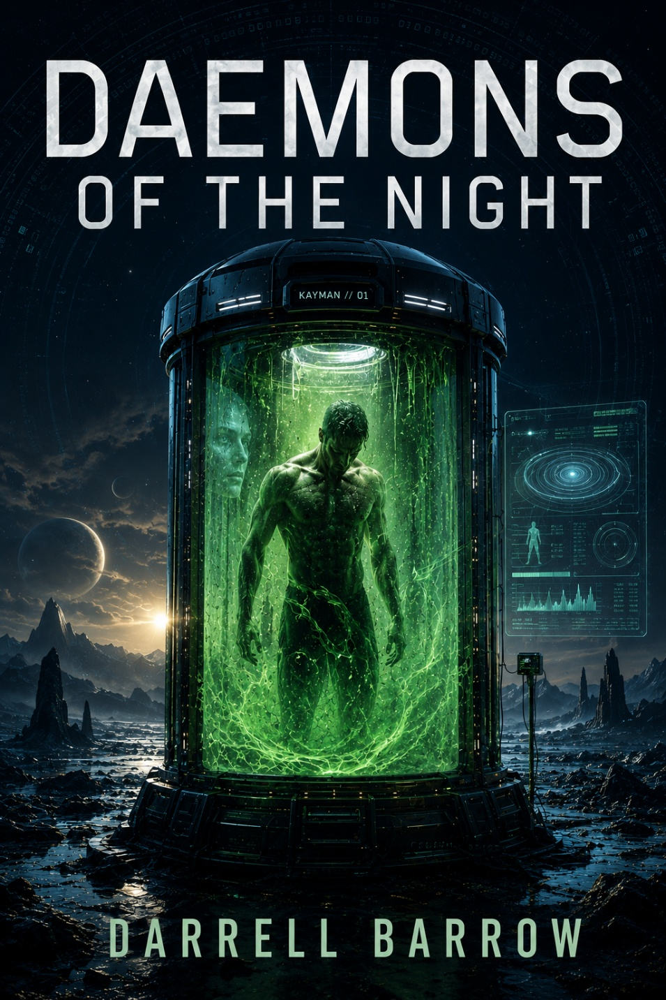 DAEMONS
OF THE NIGHT
KAYMAN // 01
DARRELL BARROW